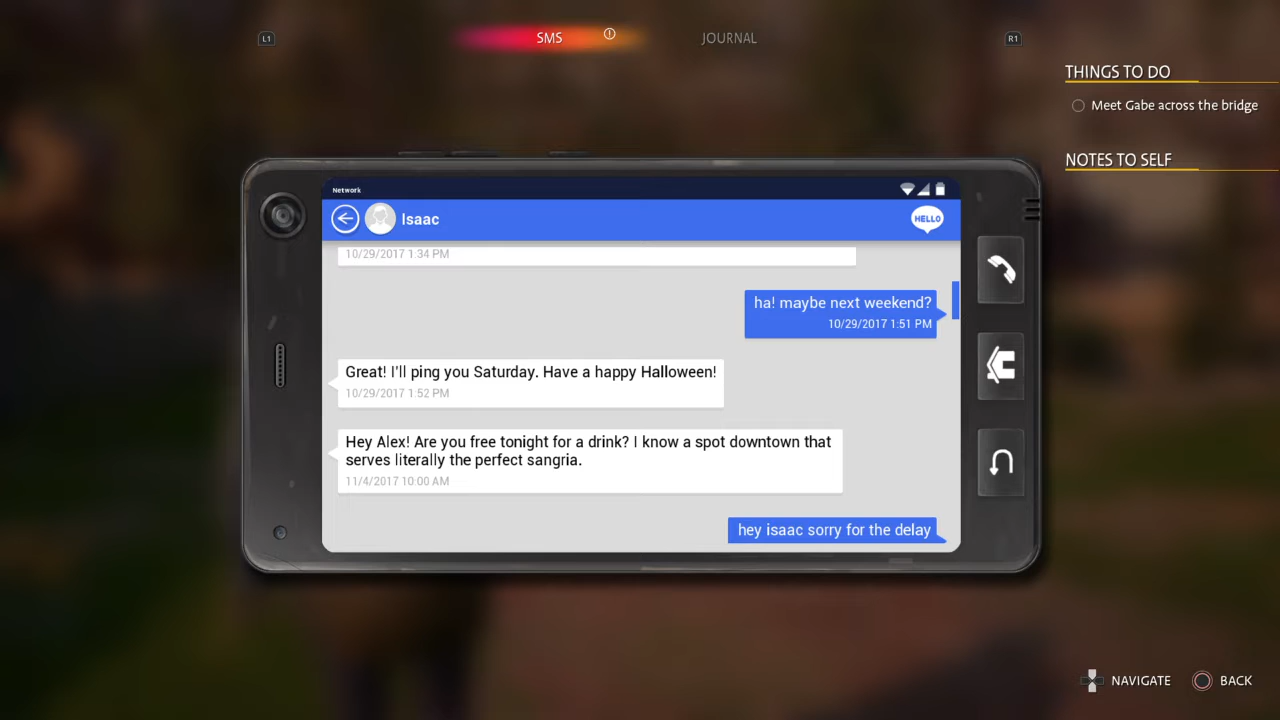 L1
SMS
JOURNAL
R1
THINGS TO DO
Meet Gabe across the bridge
NOTES TO SELF
Network
Isaac
HELLO
10/29/2017 1:34 PM
ha! maybe next weekend?
10/29/2017 1:51 PM
Great! I'll ping you Saturday. Have a happy Halloween!
10/29/2017 1:52 PM
Hey Alex! Are you free tonight for a drink? I know a spot downtown that
serves literally the perfect sangria.
11/4/2017 10:00 AM
hey isaac sorry for the delay
NAVIGATE
BACK